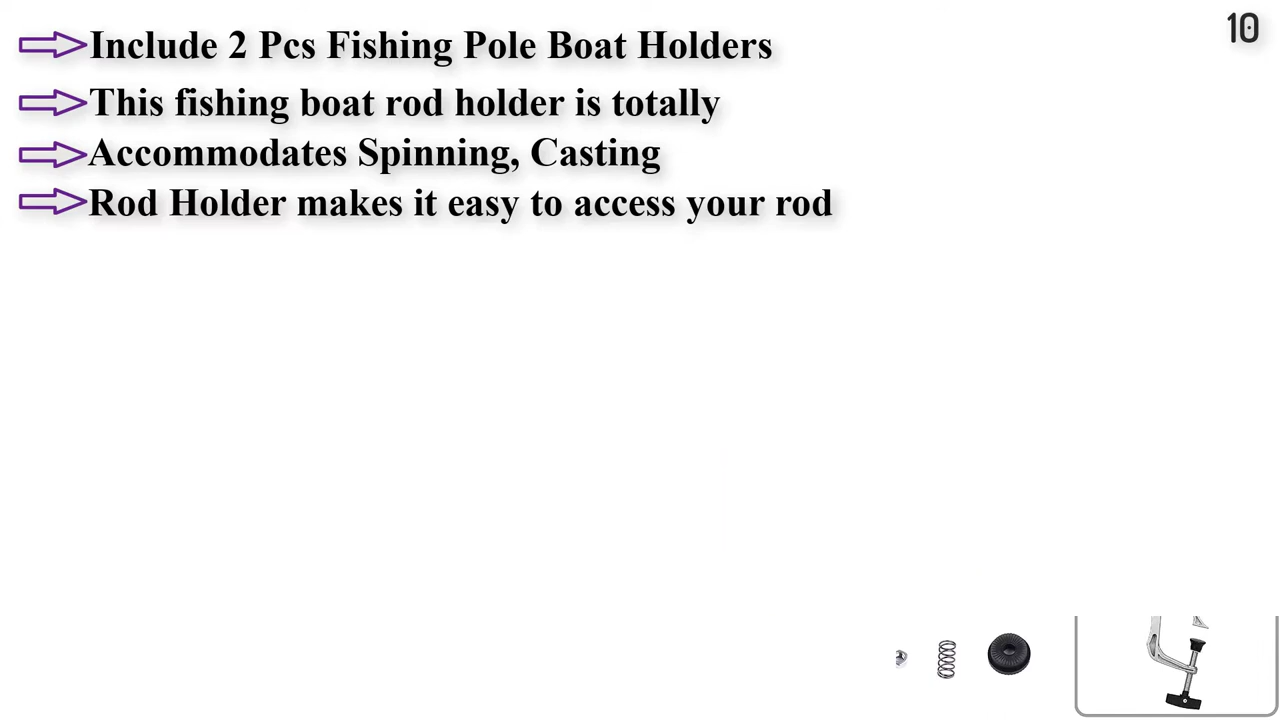 10
Include 2 Pcs Fishing Pole Boat Holders
This fishing boat rod holder is totally
Accommodates Spinning, Casting
Rod Holder makes it easy to access your rod